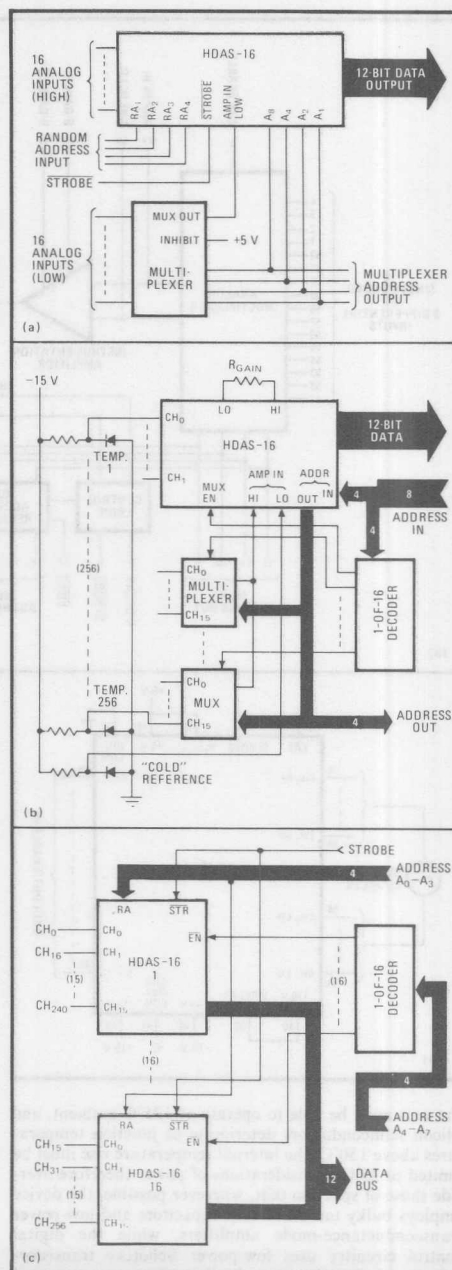 HDAS-16
16
ANALOG
INPUTS
(HIGH)
12-BIT DATA
OUTPUT
RA1
RA2
RA3
RA4
STROBE
AMP IN
LOW
A8
A4
A2
A1
RANDOM
ADDRESS
INPUT
STROBE
MUX OUT
INHIBIT
+5 V
16
ANALOG
INPUTS
(LOW)
MULTI-
PLEXER
MULTIPLEXER
ADDRESS
OUTPUT
(a)
-15 V
RGAIN
LO HI
CH0
HDAS-16
12-BIT
DATA
TEMP.
1
CH1
MUX
EN
AMP IN
HI LO
ADDR
OUT IN
4
8
ADDRESS
IN
4
(256)
CH0
MULTI-
PLEXER
CH15
1-OF-16
DECODER
TEMP.
256
CH0
MUX
CH15
4
ADDRESS
OUT
"COLD"
REFERENCE
(b)
STROBE
4
ADDRESS
A0-A3
RA
STR
CH0
CH0
EN
CH16
CH1
HDAS-16
1
(15)
CH240
CH15
(16)
1-OF-16
DECODER
(16)
4
RA
STR
ADDRESS
A4-A7
CH15
CH0
EN
CH31
CH1
HDAS-16
16
(15)
12
DATA
BUS
CH256
(c)